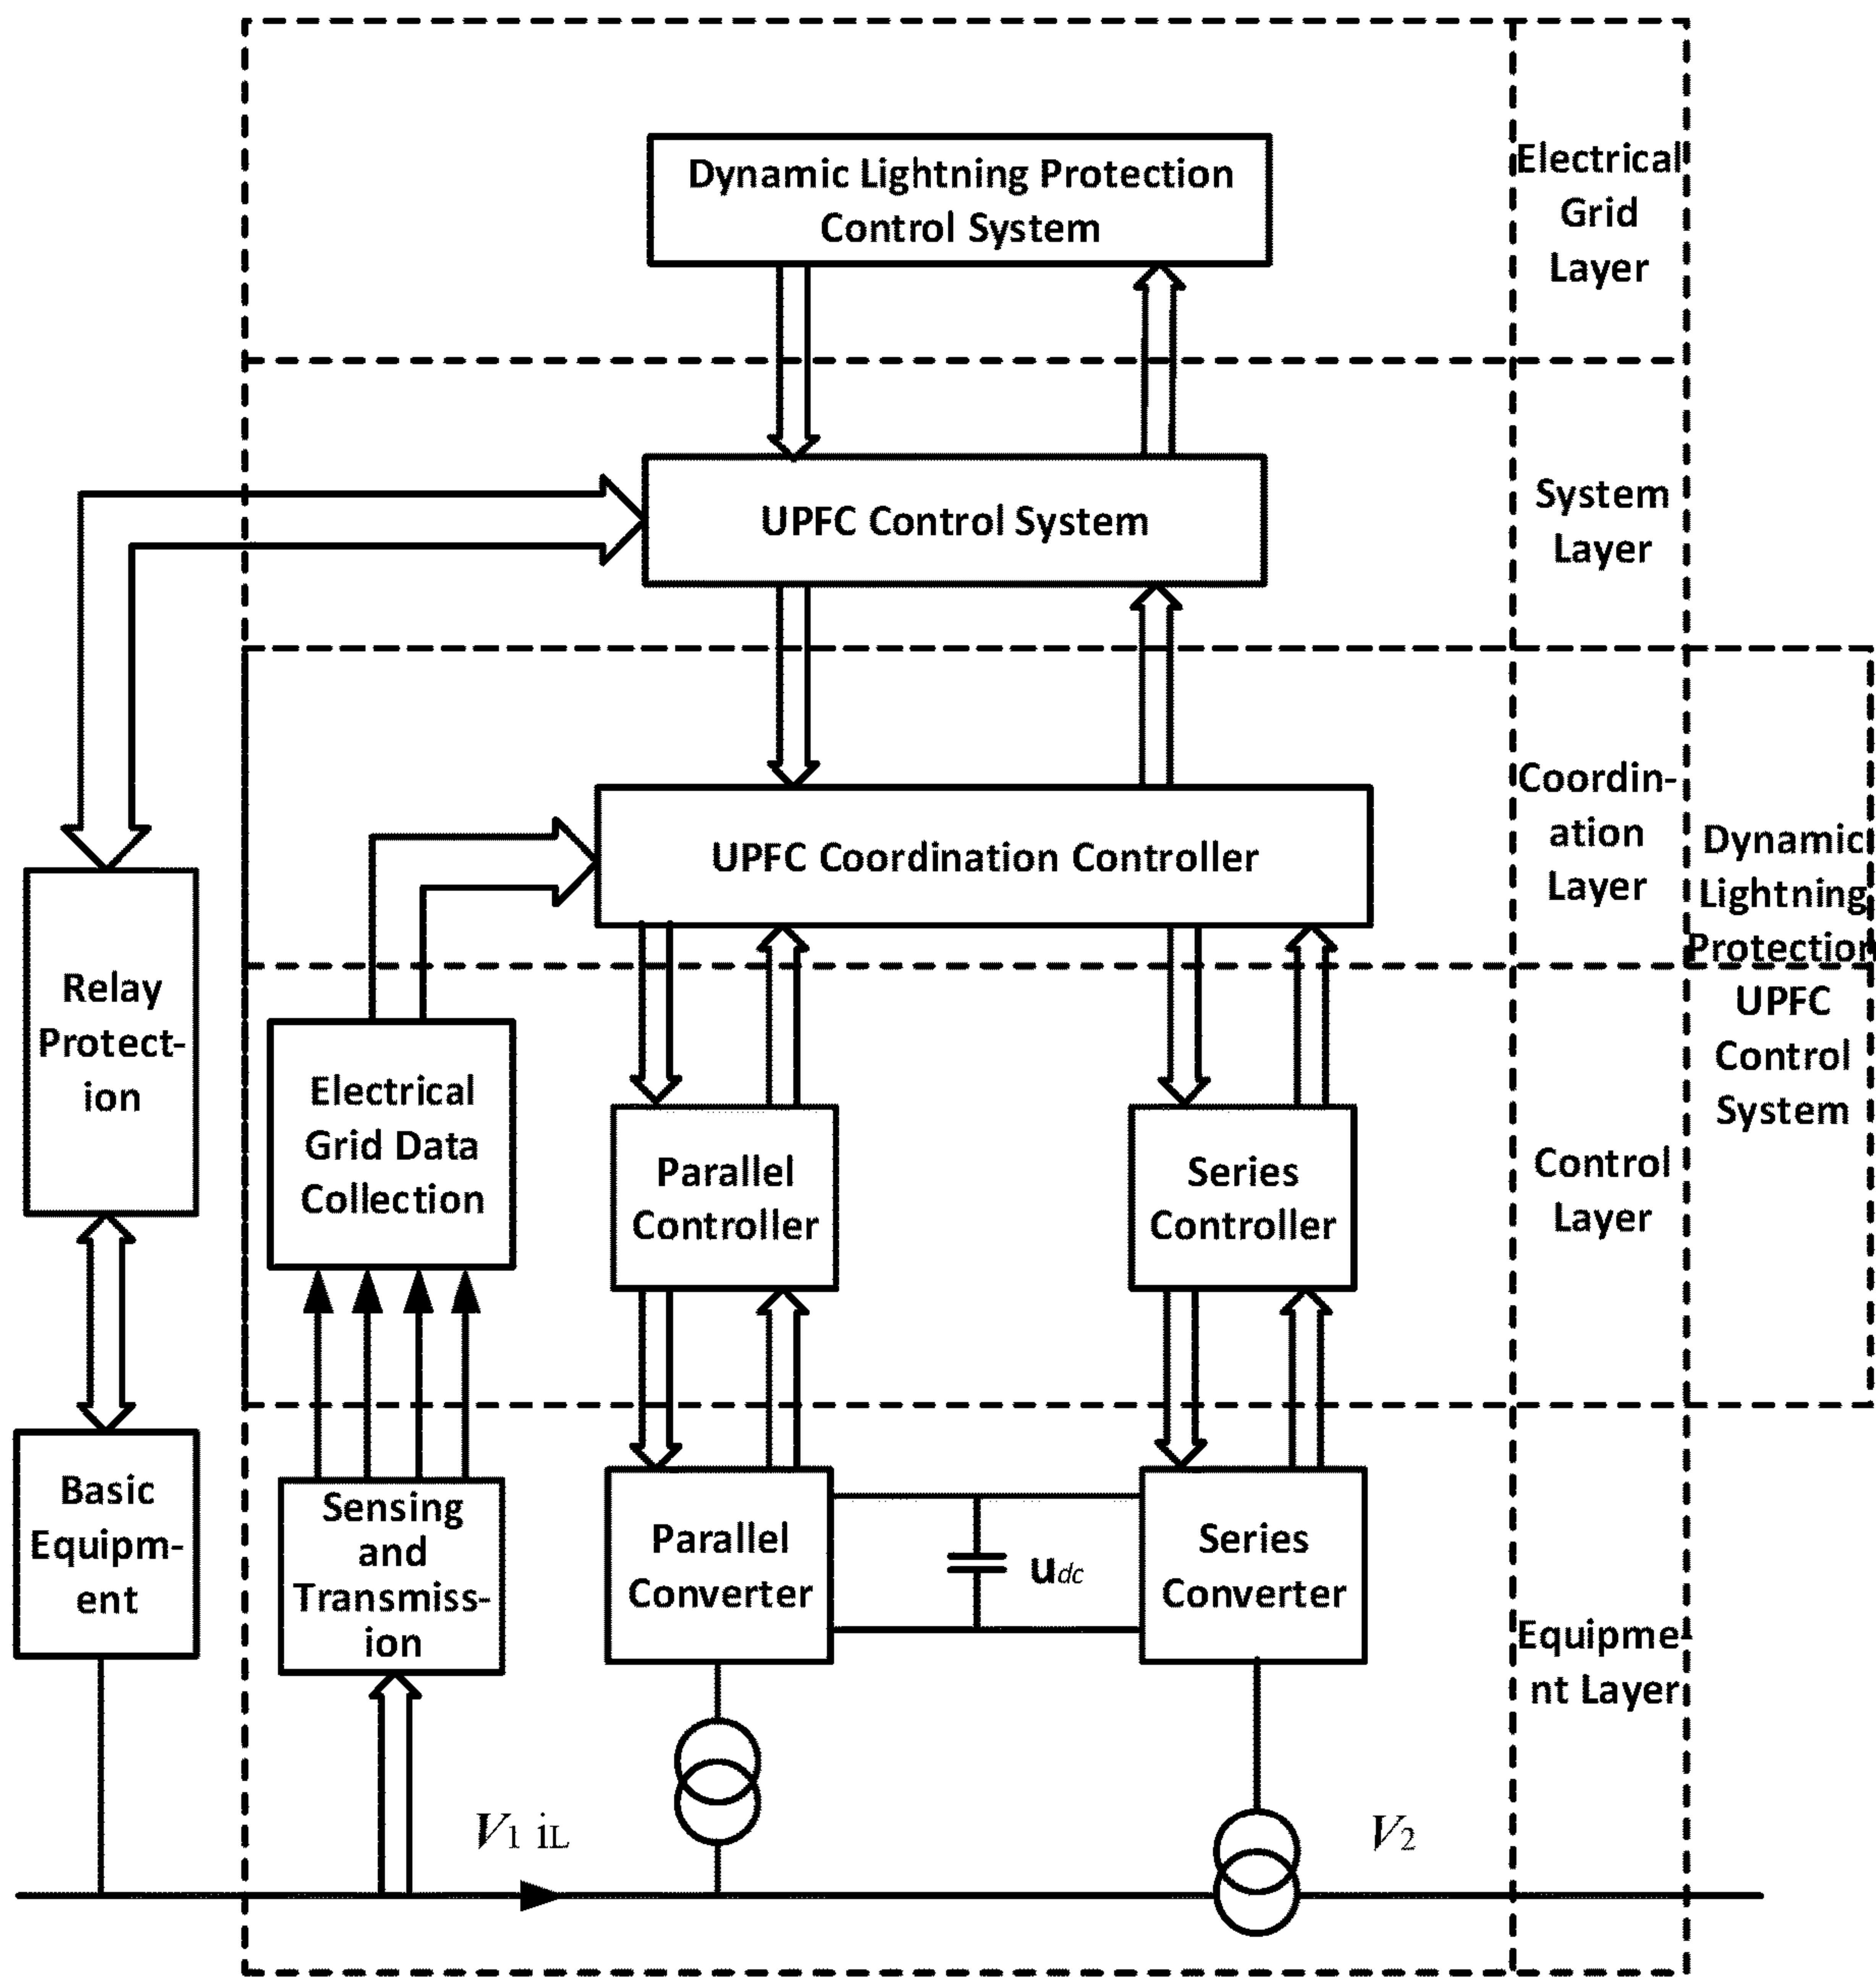 Dynamic Lightning Protection
Control System
Electrical
Grid
Layer
UPFC Control System
System
Layer
UPFC Coordination Controller
Coordin-
ation
Layer
Dynamic
Lightning
Protection
UPFC
Control
System
Relay
Protect-
ion
Electrical
Grid Data
Collection
Parallel
Controller
Series
Controller
Control
Layer
Basic
Equipm-
ent
Sensing
and
Transmiss-
ion
Parallel
Converter
udc
Series
Converter
Equipme-
nt Layer
V1 iL
V2